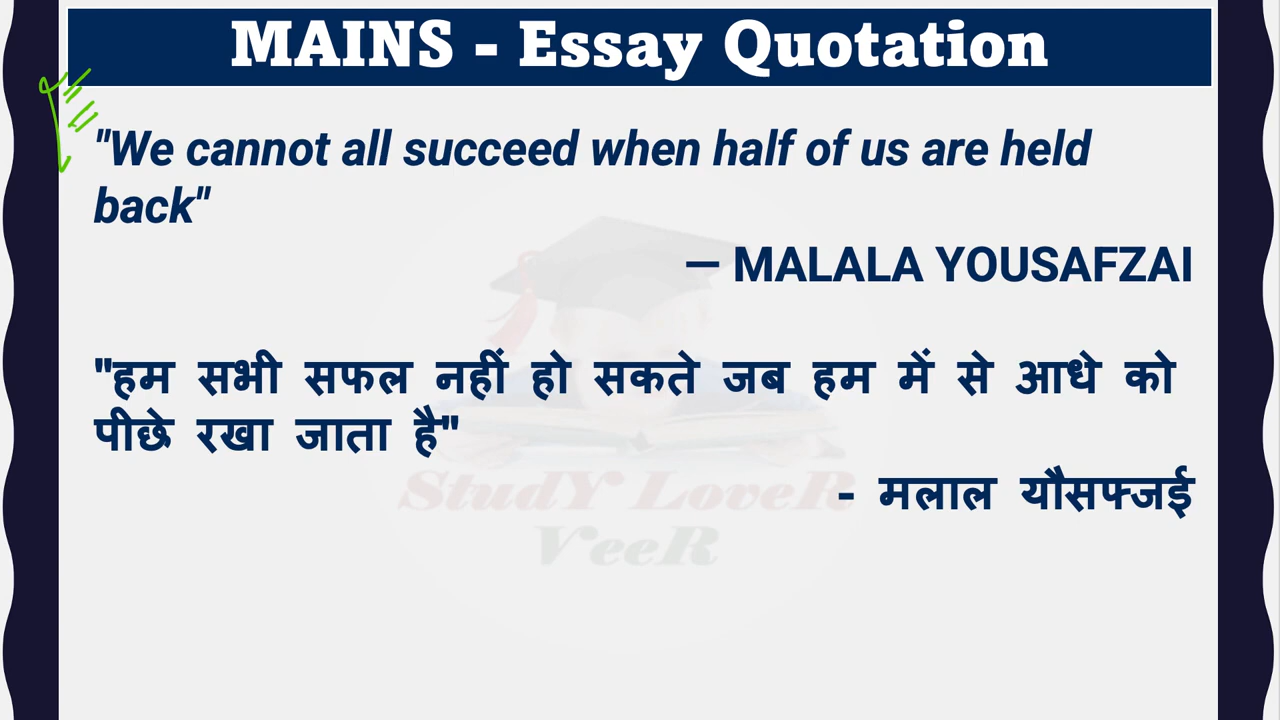 MAINS - Essay Quotation
"We cannot all succeed when half of us are held
back"
— MALALA YOUSAFZAI
"हम सभी सफल नहीं हो सकते जब हम में से आधे को
पीछे रखा जाता है"
- मलाल यौसफ्जई
StudY LoveR
VeeR